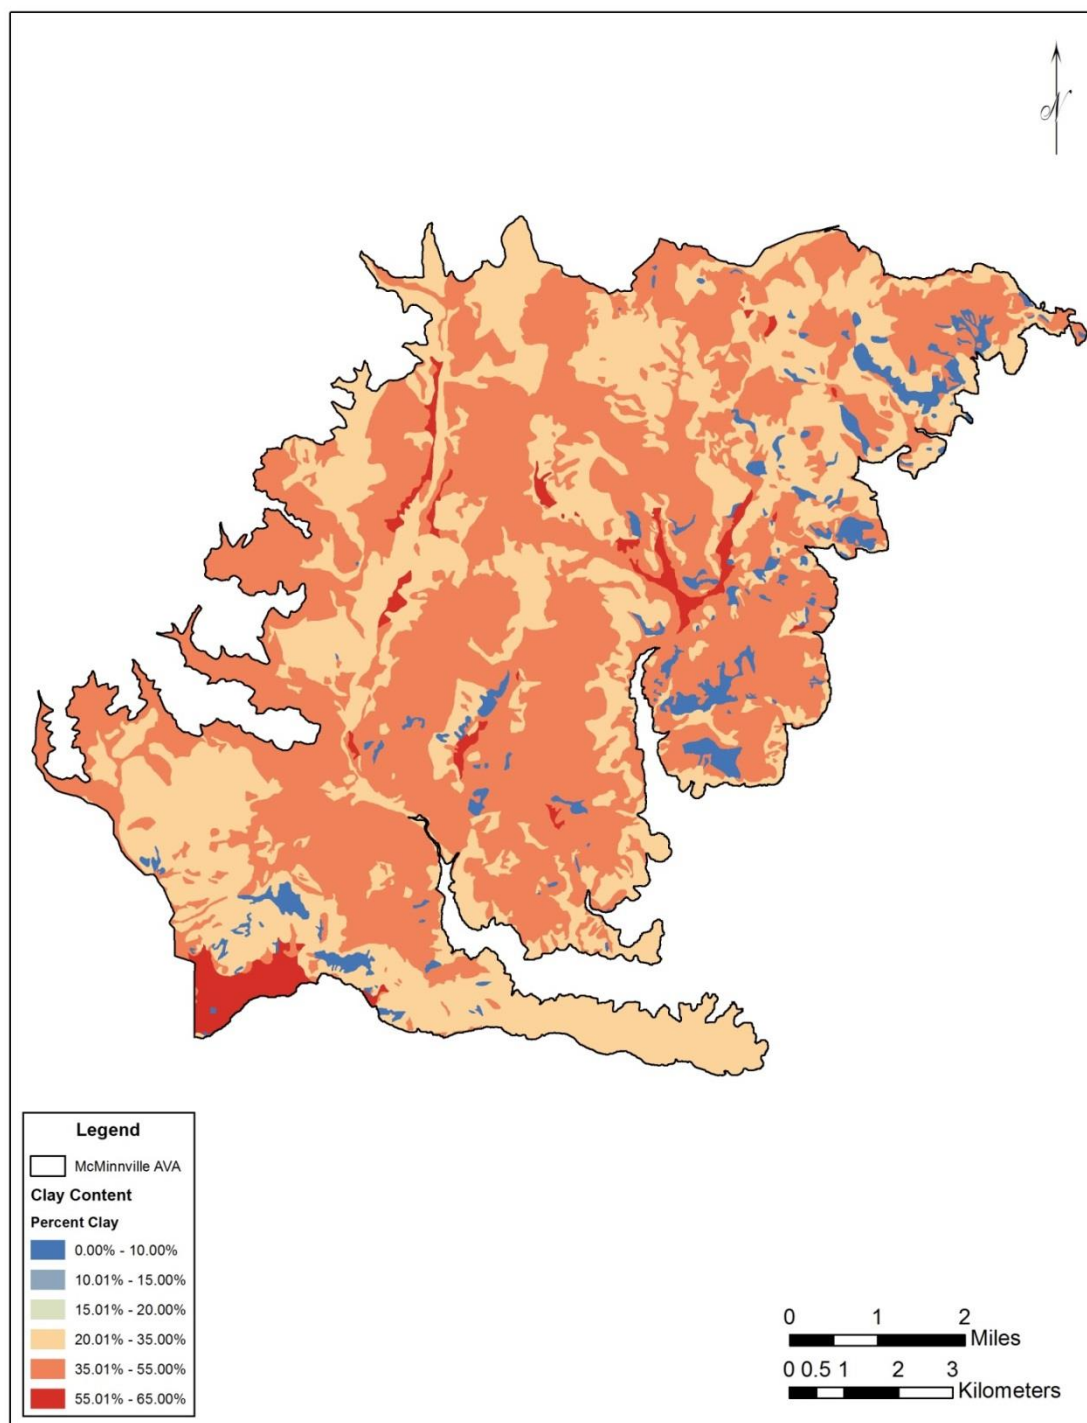 N
Legend
McMinnville AVA
Clay Content
Percent Clay
0.00% - 10.00%
10.01% - 15.00%
15.01% - 20.00%
20.01% - 35.00%
35.01% - 55.00%
55.01% - 65.00%
0 1 2
Miles
0 0.5 1 2 3
Kilometers